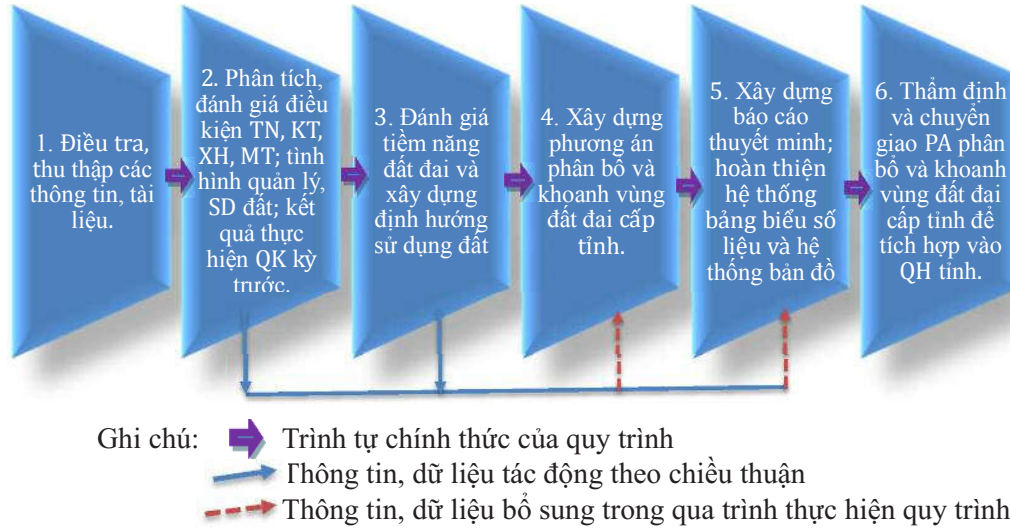 1. Điều tra,
thu thập các
thông tin, tài
liệu.
2. Phân tích,
đánh giá điều
kiện TN, KT,
XH, MT; tình
hình quản lý,
SD đất; kết
quả thực
hiện QK kỳ
trước.
3. Đánh giá
tiềm năng
đất đai và
xây dựng
định hướng
sử dụng đất
4. Xây dựng
phương án
phân bổ và
khoanh vùng
đất đai cấp
tỉnh.
5. Xây dựng
báo cáo
thuyết minh;
hoàn thiện
hệ thống
bảng biểu số
liệu và hệ
thống bản đồ
6. Thẩm định
và chuyển
giao PA phân
bổ và khoanh
vùng đất đai
cấp tỉnh để
tích hợp vào
QH tỉnh.
Ghi chú:
Trình tự chính thức của quy trình
Thông tin, dữ liệu tác động theo chiều thuận
Thông tin, dữ liệu bổ sung trong qua trình thực hiện quy trình